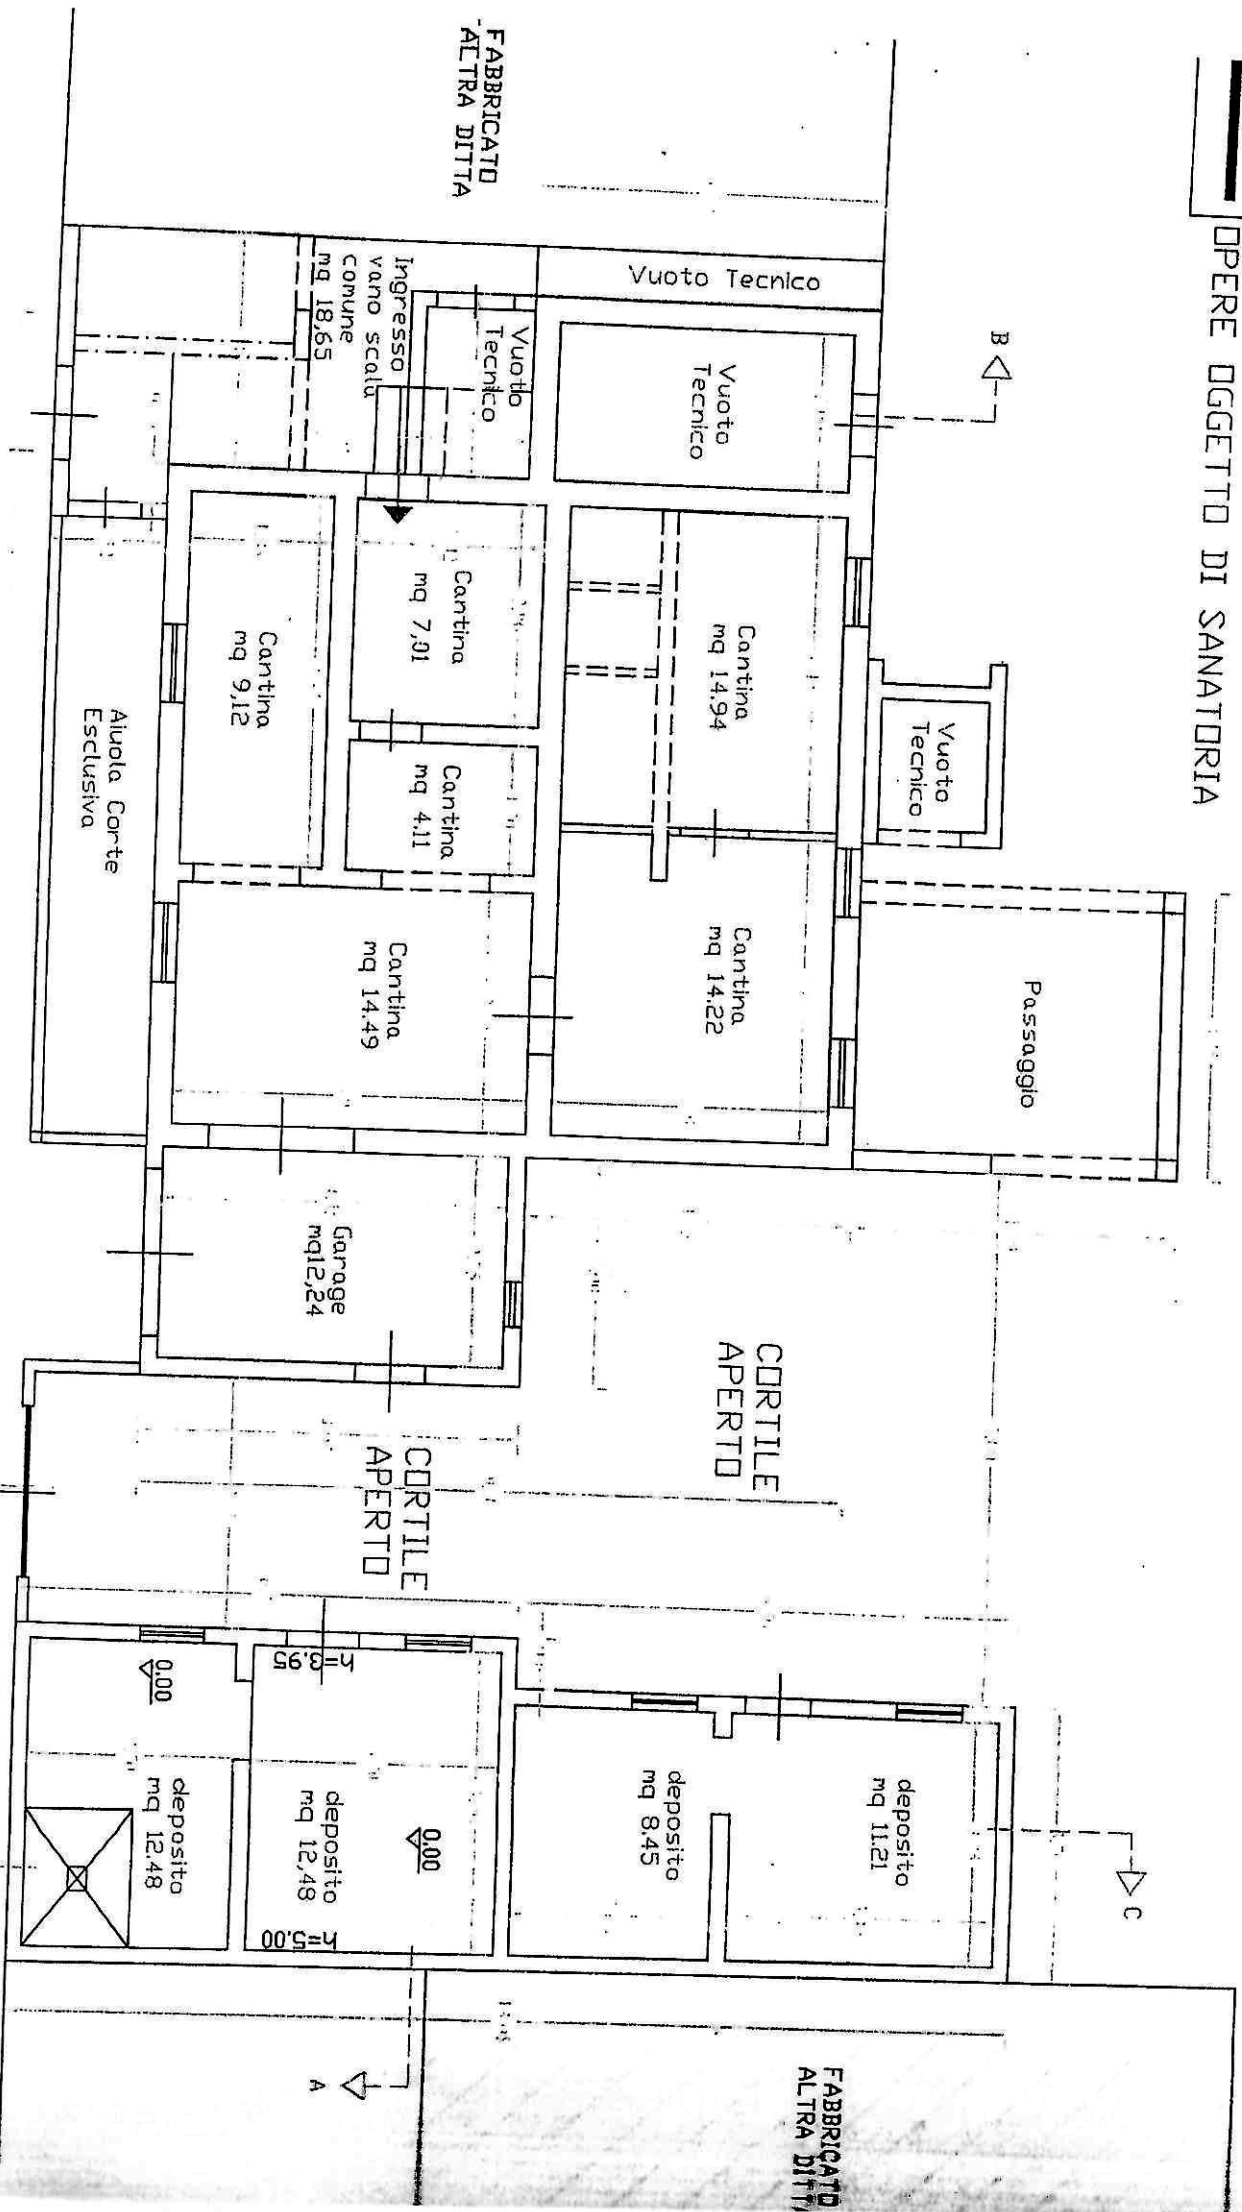 OPERE OGGETO DI SANATORIA
FABBRICATO
ALTRA DITTA
Vuoto Tecnico
B
Vuoto
Tecnico
Vuoto
Tecnico
Ingresso
vano scala
comune
mq 18,65
Cantina
mq 14.94
Vuoto
Tecnico
Cantina
mq 7,01
Cantina
mq 9,12
Cantina
mq 4.11
Aiuola Corte
Esclusiva
Passaggio
Cantina
mq 14.22
Cantina
mq 14.49
Garage
mq12,24
CORTILE
APERTO
CORTILE
APERTO
h=3.95
0.00
deposito
mq 11.21
deposito
mq 8.45
0.00
deposito
mq 12,48
deposito
mq 12.48
h=5.00
C
A
FABBRICATO
ALTRA DITT